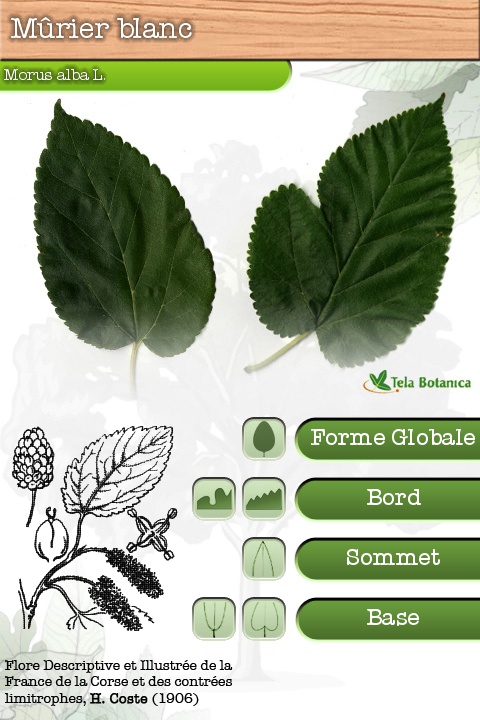 Mûrier blanc
Morus alba L.
Tela Botanica
Forme Globale
Bord
Sommet
Base
Flore Descriptive et Illustrée de la
France de la Corse et des contrées
limitrophes, H. Coste (1906)